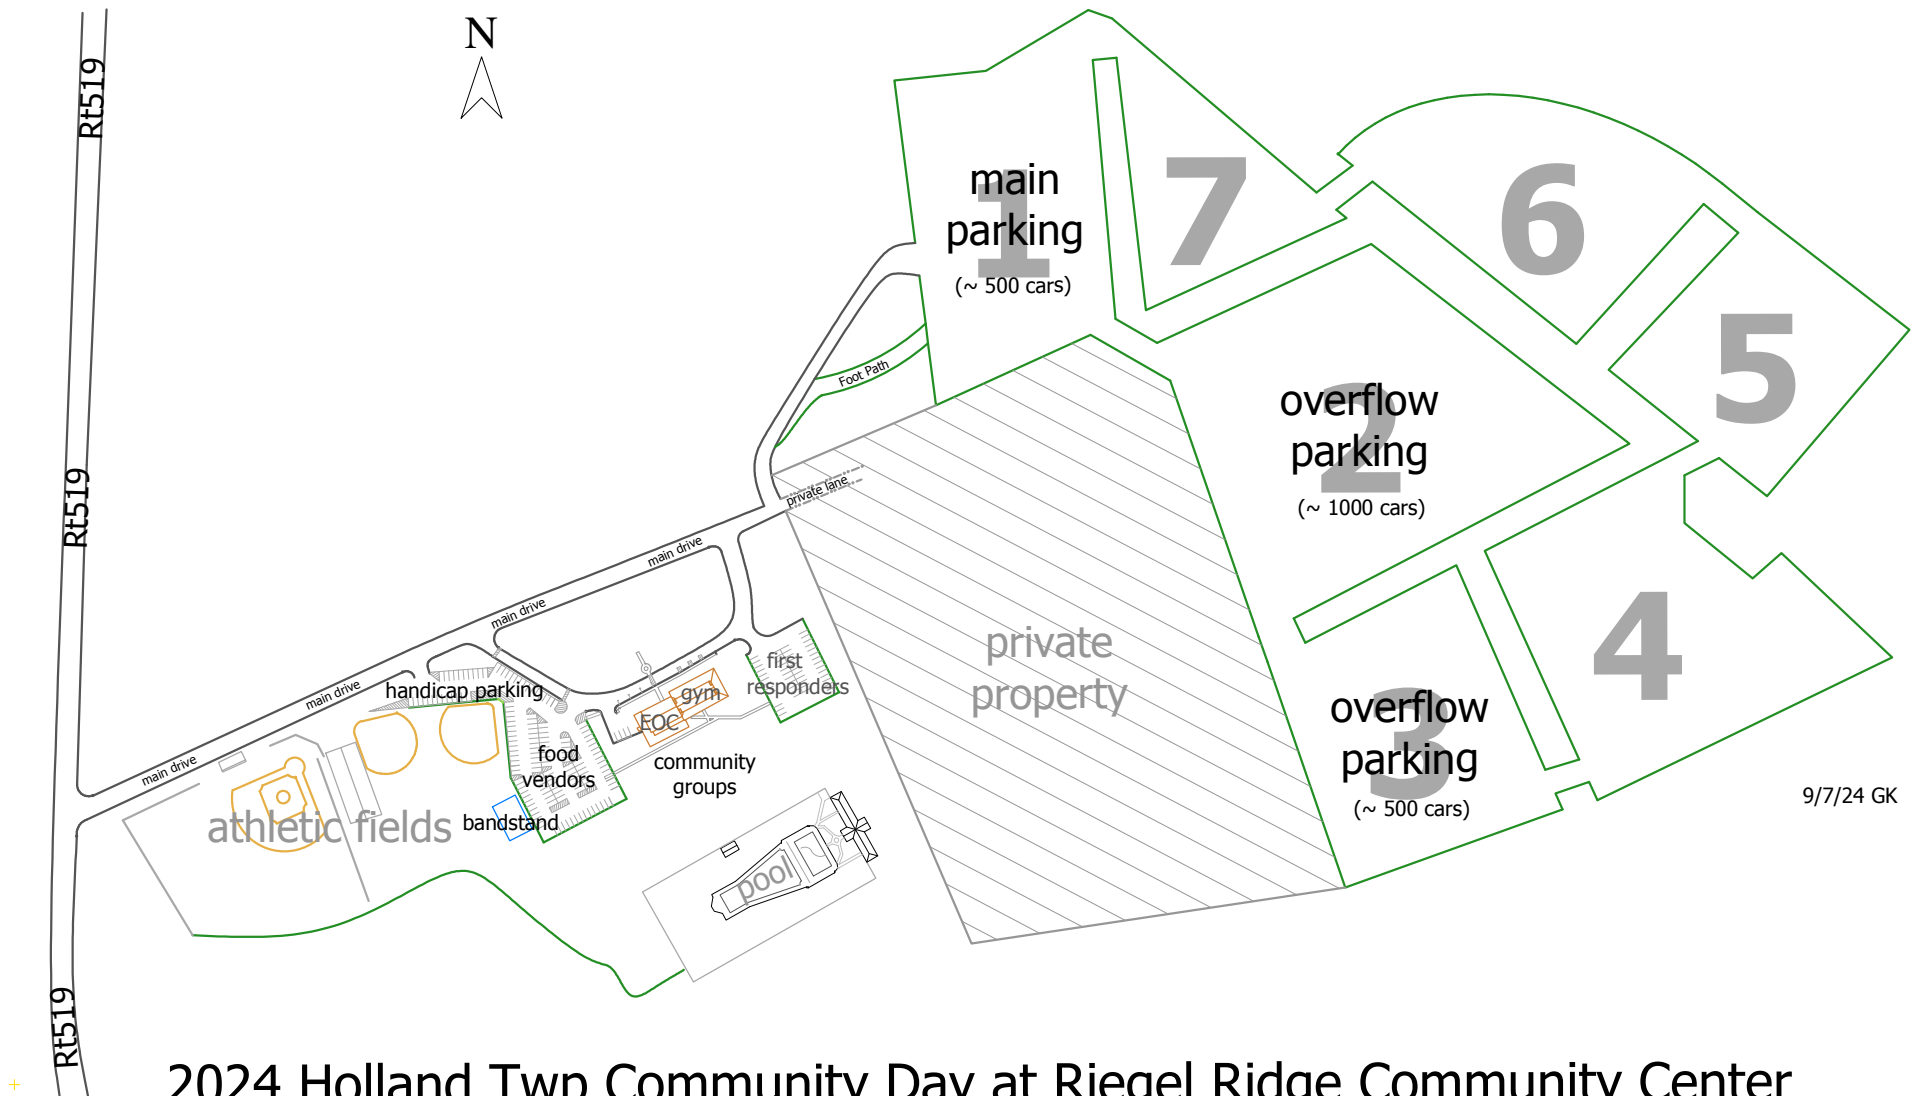 N
Rt519
Rt519
Rt519
main
parking
1
(~ 500 cars)
7
6
5
Foot Path
overflow
parking
2
(~ 1000 cars)
private lane
main drive
main drive
main drive
main drive
4
private
property
first
responders
handicap parking
gym
EOC
food
vendors
community
groups
bandstand
athletic fields
pool
overflow
parking
3
(~ 500 cars)
9/7/24 GK
2024 Holland Twp Community Day at Riegel Ridge Community Center